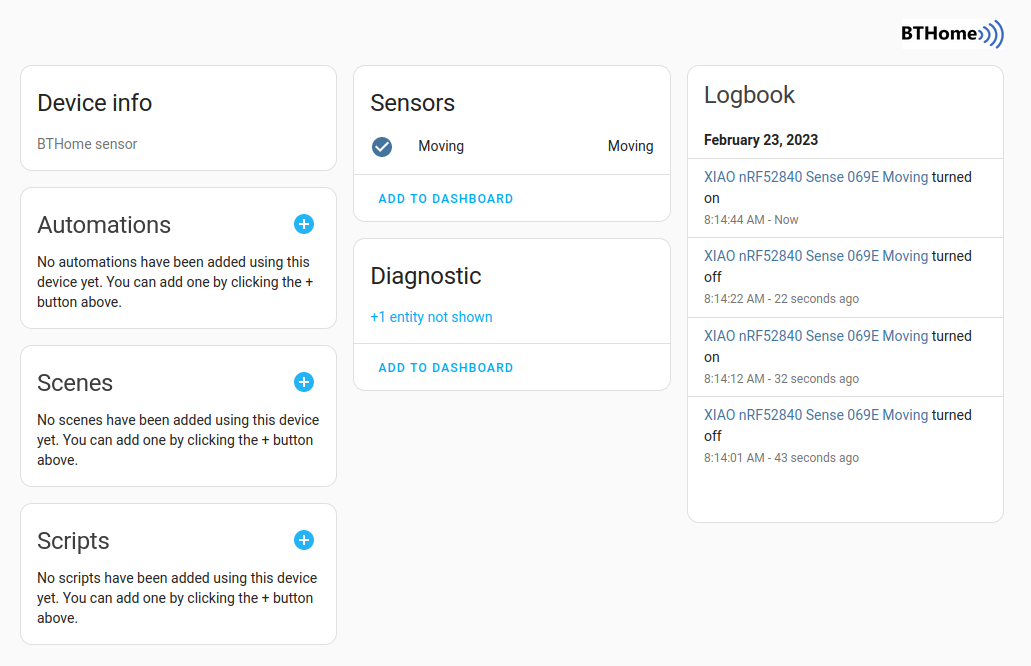 BTHome
Device info
BTHome sensor
Automations
No automations have been added using this
device yet. You can add one by clicking the +
button above.
Scenes
No scenes have been added using this device
yet. You can add one by clicking the + button
above.
Scripts
No scripts have been added using this device
yet. You can add one by clicking the + button
above.
Sensors
Moving Moving
ADD TO DASHBOARD
Diagnostic
+1 entity not shown
ADD TO DASHBOARD
Logbook
February 23, 2023
XIAO nRF52840 Sense 069E Moving turned
on
8:14:44 AM - Now
XIAO nRF52840 Sense 069E Moving turned
off
8:14:22 AM - 22 seconds ago
XIAO nRF52840 Sense 069E Moving turned
on
8:14:12 AM - 32 seconds ago
XIAO nRF52840 Sense 069E Moving turned
off
8:14:01 AM - 43 seconds ago